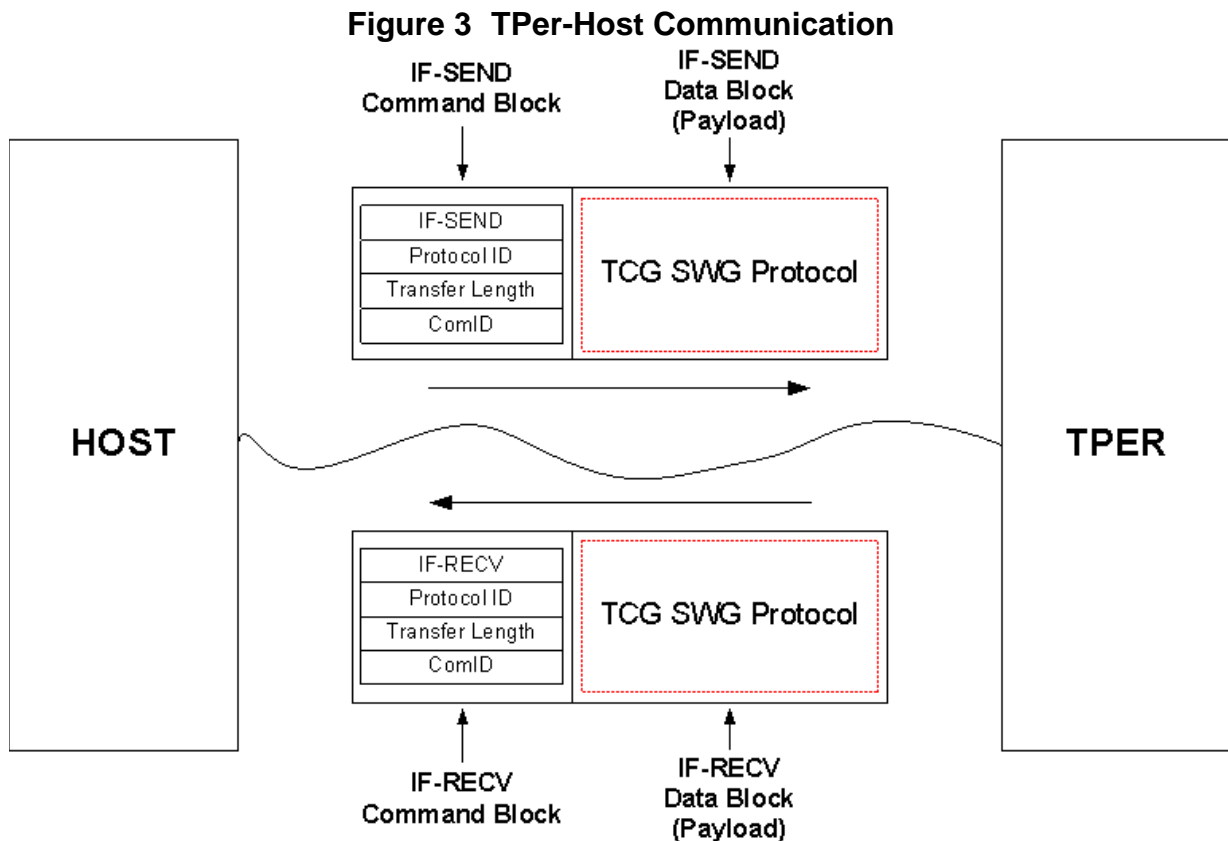 Figure 3 TPer-Host Communication
IF-SEND
Command Block
IF-SEND
Data Block
(Payload)
IF-SEND
Protocol ID
Transfer Length
ComID
TCG SWG Protocol
HOST
TPER
IF-RECV
Protocol ID
Transfer Length
ComID
TCG SWG Protocol
IF-RECV
Command Block
IF-RECV
Data Block
(Payload)